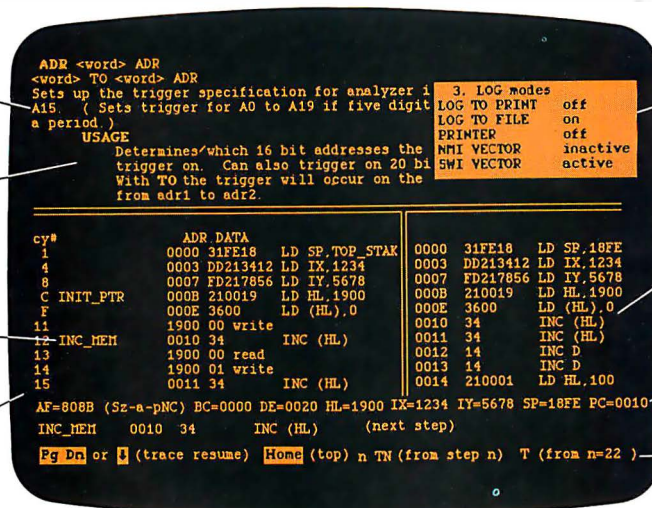 ADR <word> ADR
<word> TO <word> ADR
Sets up the trigger specification for analyzer i
A15. ( Sets trigger for A0 to A19 if five digit
a period.)
USAGE
Determines which 16 bit addresses the
trigger on. Can also trigger on 20 bi
With TO the trigger will occur on the
from adr1 to adr2.
3. LOG modes
LOG TO PRINT off
LOG TO FILE on
PRINTER off
NMI VECTOR inactive
SWI VECTOR active
cy# ADR DATA
1 0000 31FE18 LD SP,TOP_STAK
4 0003 DD213412 LD IX,1234
8 0007 FD217856 LD IY,5678
C INIT_PTR 000B 210019 LD HL,1900
F 000E 3600 LD (HL),0
11 1900 00 write
12 INC_MEM 0010 34 INC (HL)
13 1900 00 read
14 1900 01 write
15 0011 34 INC (HL)
0000 31FE18 LD SP,18FE
0003 DD213412 LD IX,1234
0007 FD217856 LD IY,5678
000B 210019 LD HL,1900
000E 3600 LD (HL),0
0010 34 INC (HL)
0011 34 INC (HL)
0012 14 INC D
0013 14 INC D
0014 210001 LD HL,100
AF=808B (Sz-a-pNC) BC=0000 DE=0020 HL=1900 IX=1234 IY=5678 SP=18FE PC=0010
INC_MEM 0010 34 INC (HL) (next step)
Pg Dn or ↓ (trace resume) Home (top) n TN (from step n) T (from n=22 )